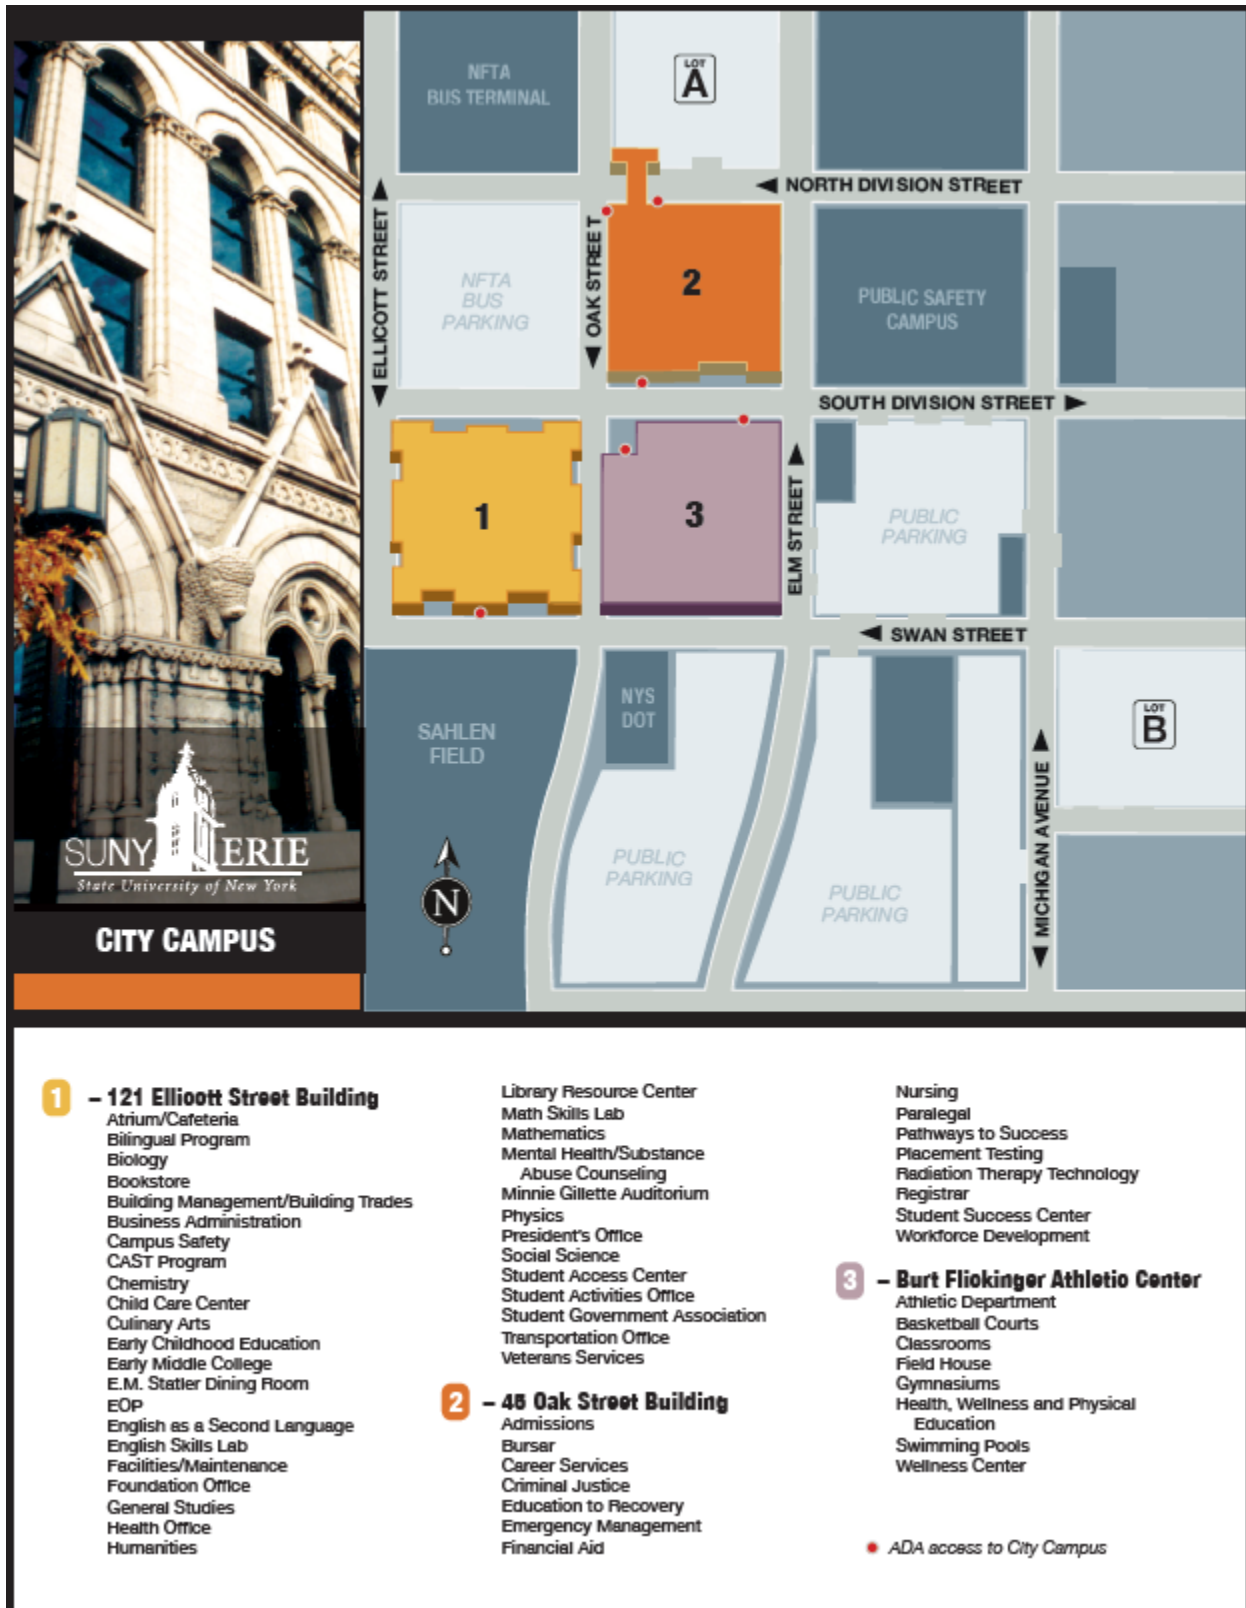 NFTA
BUS TERMINAL
LOT
A
NORTH DIVISION STREET
ELLICOTT STREET
OAK STREET
NFTA
BUS
PARKING
2
PUBLIC SAFETY
CAMPUS
SOUTH DIVISION STREET
1
3
ELM STREET
PUBLIC
PARKING
SWAN STREET
SAHLEN
FIELD
NYS
DOT
LOT
B
MICHIGAN AVENUE
PUBLIC
PARKING
PUBLIC
PARKING
N
SUNY ERIE
State University of New York
CITY CAMPUS
1 – 121 Ellicott Street Building
Atrium/Cafeteria
Bilingual Program
Biology
Bookstore
Building Management/Building Trades
Business Administration
Campus Safety
CAST Program
Chemistry
Child Care Center
Culinary Arts
Early Childhood Education
Early Middle College
E.M. Statler Dining Room
EOP
English as a Second Language
English Skills Lab
Facilities/Maintenance
Foundation Office
General Studies
Health Office
Humanities
Library Resource Center
Math Skills Lab
Mathematics
Mental Health/Substance
Abuse Counseling
Minnie Gillette Auditorium
Physics
President's Office
Social Science
Student Access Center
Student Activities Office
Student Government Association
Transportation Office
Veterans Services
2 – 45 Oak Street Building
Admissions
Bursar
Career Services
Criminal Justice
Education to Recovery
Emergency Management
Financial Aid
Nursing
Paralegal
Pathways to Success
Placement Testing
Radiation Therapy Technology
Registrar
Student Success Center
Workforce Development
3 – Burt Flickinger Athletic Center
Athletic Department
Basketball Courts
Classrooms
Field House
Gymnasiums
Health, Wellness and Physical
Education
Swimming Pools
Wellness Center
ADA access to City Campus